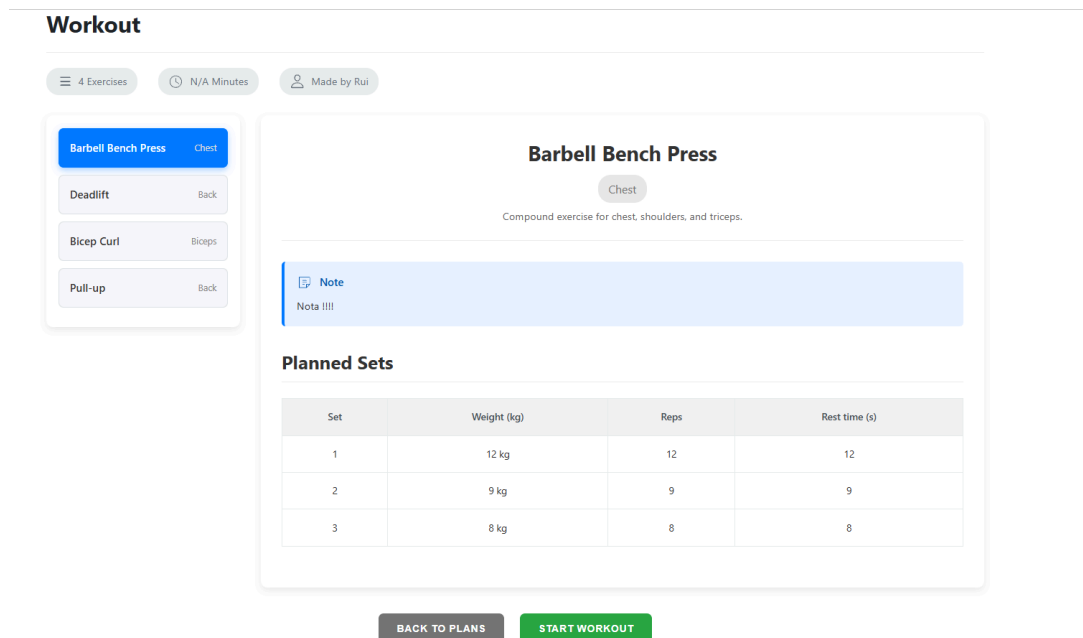 Workout
4 Exercises
N/A Minutes
Made by Rui
Barbell Bench Press Chest
Deadlift Back
Bicep Curl Biceps
Pull-up Back
Barbell Bench Press
Chest
Compound exercise for chest, shoulders, and triceps.
Note
Nota !!!!
Planned Sets
Set Weight (kg) Reps Rest time (s)
1 12 kg 12 12
2 9 kg 9 9
3 8 kg 8 8
BACK TO PLANS
START WORKOUT